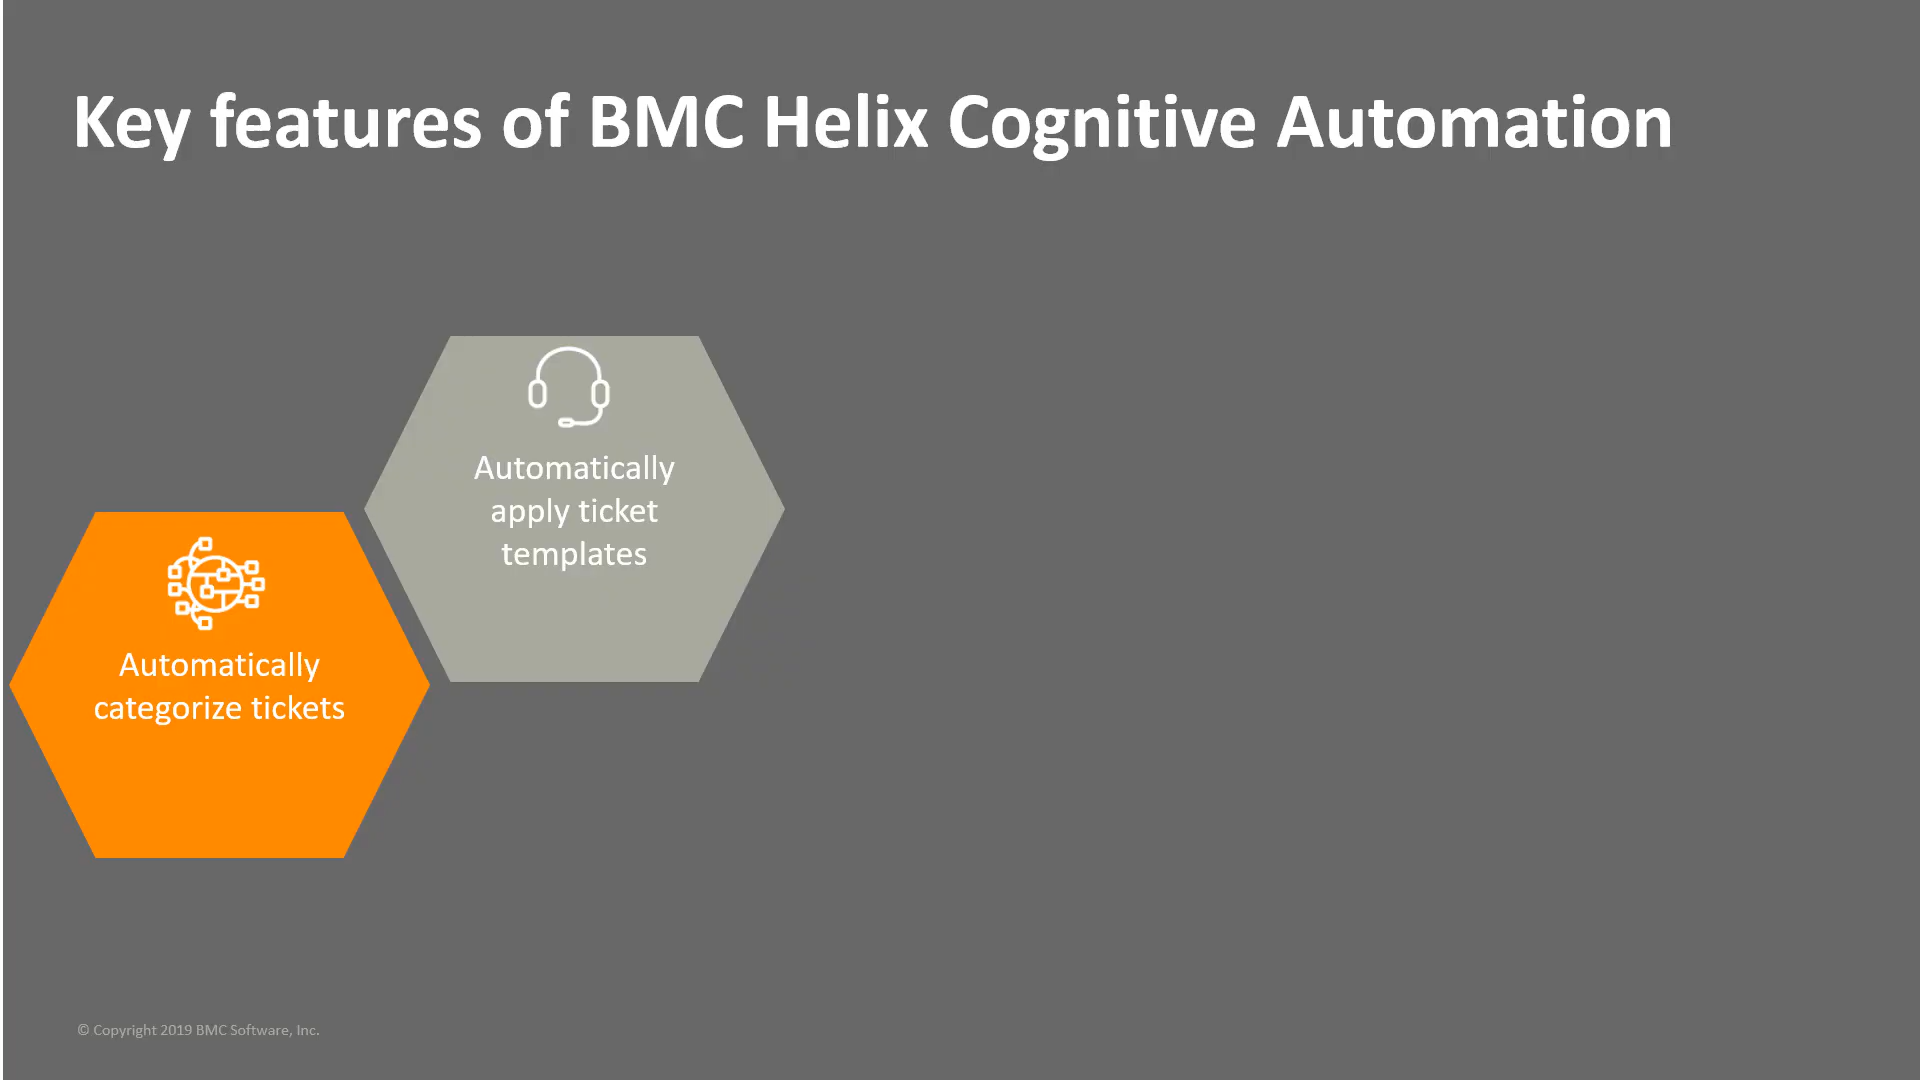 Key features of BMC Helix Cognitive Automation
Automatically
apply ticket
templates
Automatically
categorize tickets
© Copyright 2019 BMC Software, Inc.